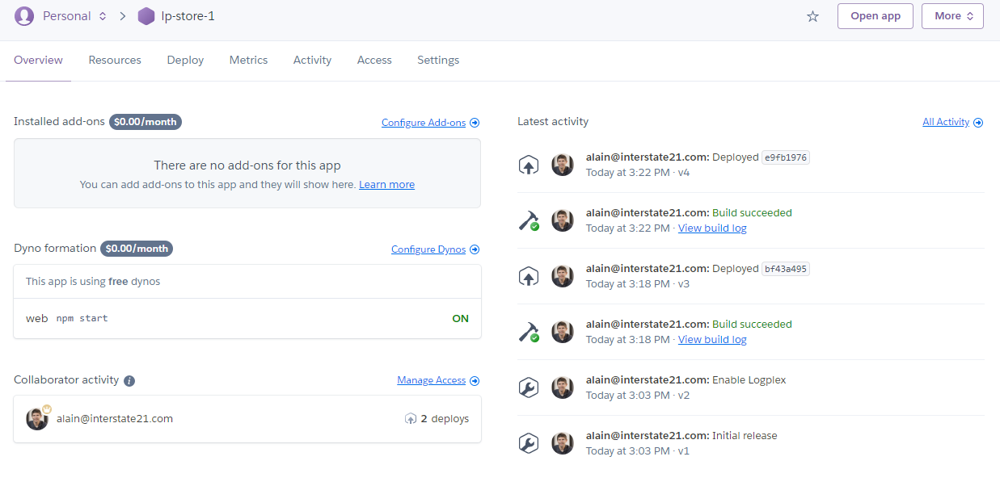 Personal
lp-store-1
Open app
More
Overview Resources Deploy Metrics Activity Access Settings
Installed add-ons $0.00/month
Configure Add-ons
There are no add-ons for this app
You can add add-ons to this app and they will show here. Learn more
Dyno formation $0.00/month
Configure Dynos
This app is using free dynos
web npm start
ON
Collaborator activity
Manage Access
alain@interstate21.com
2 deploys
Latest activity
All Activity
alain@interstate21.com: Deployed e9fb1976
Today at 3:22 PM · v4
alain@interstate21.com: Build succeeded
Today at 3:22 PM · View build log
alain@interstate21.com: Deployed bf43a495
Today at 3:18 PM · v3
alain@interstate21.com: Build succeeded
Today at 3:18 PM · View build log
alain@interstate21.com: Enable Logplex
Today at 3:03 PM · v2
alain@interstate21.com: Initial release
Today at 3:03 PM · v1